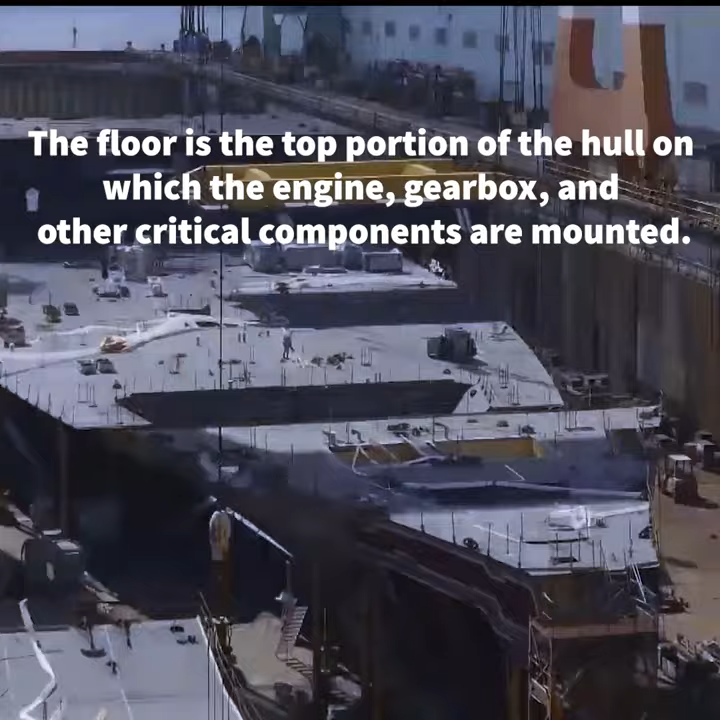 The floor is the top portion of the hull on
which the engine, gearbox, and
other critical components are mounted.